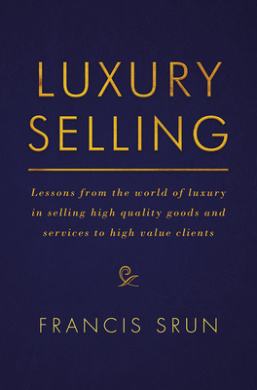 LUXURY
SELLING
Lessons from the world of luxury
in selling high quality goods and
services to high value clients
FRANCIS SRUN